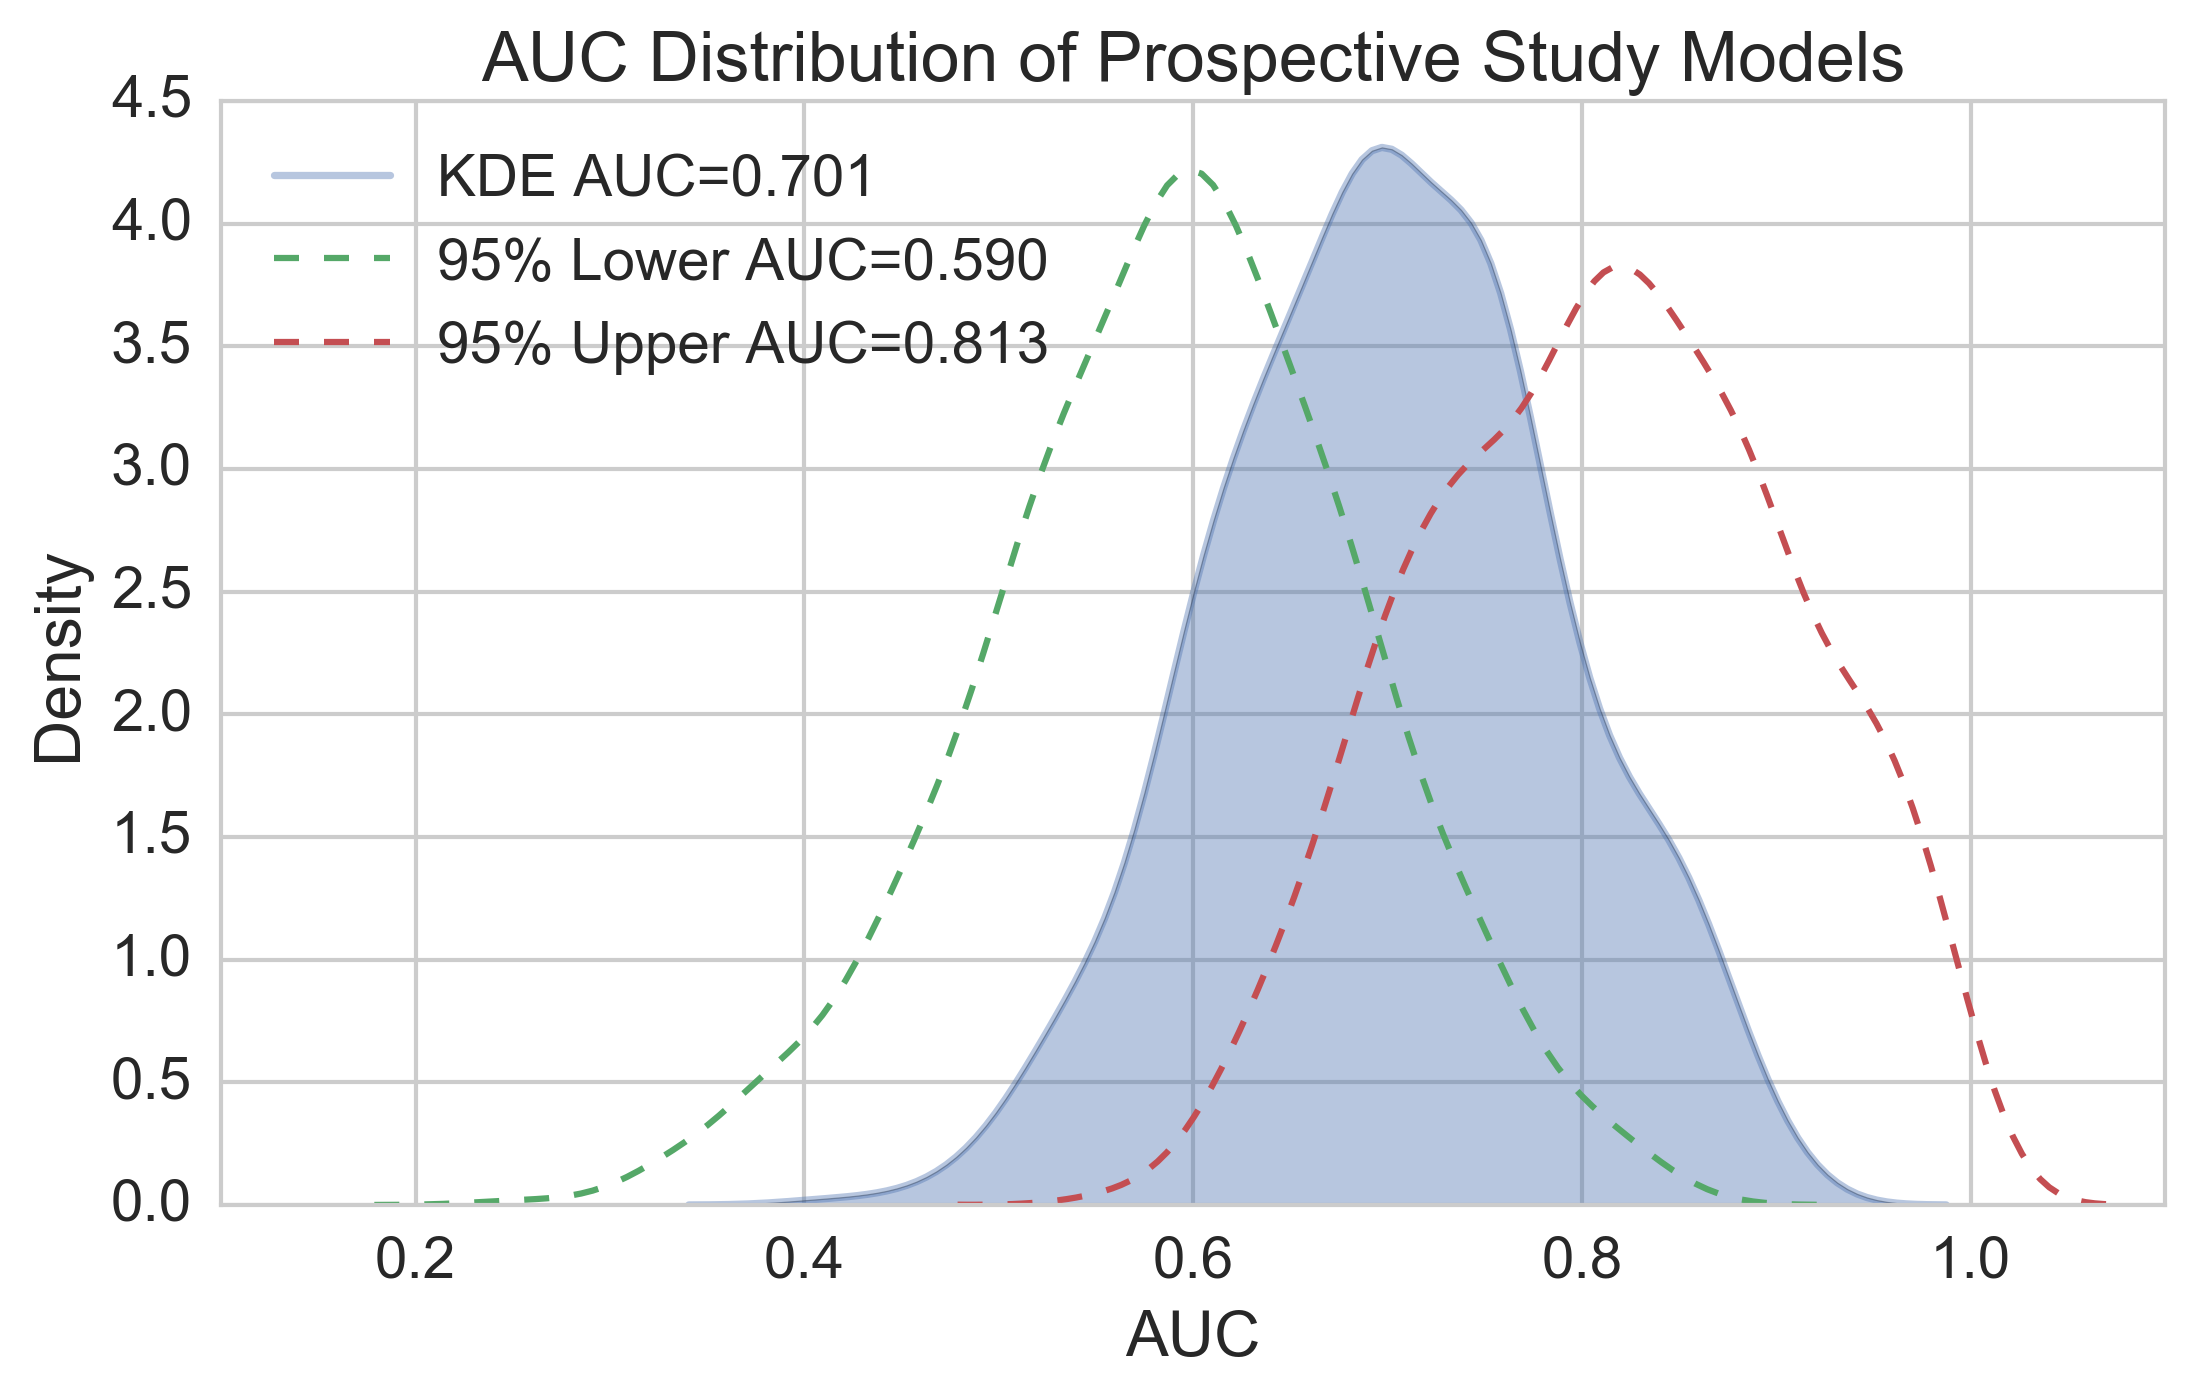 AUC Distribution of Prospective Study Models
4.5
4.0
3.5
3.0
2.5
2.0
1.5
1.0
0.5
0.0
Density
KDE AUC=0.701
95% Lower AUC=0.590
95% Upper AUC=0.813
0.2 0.4 0.6 0.8 1.0
AUC